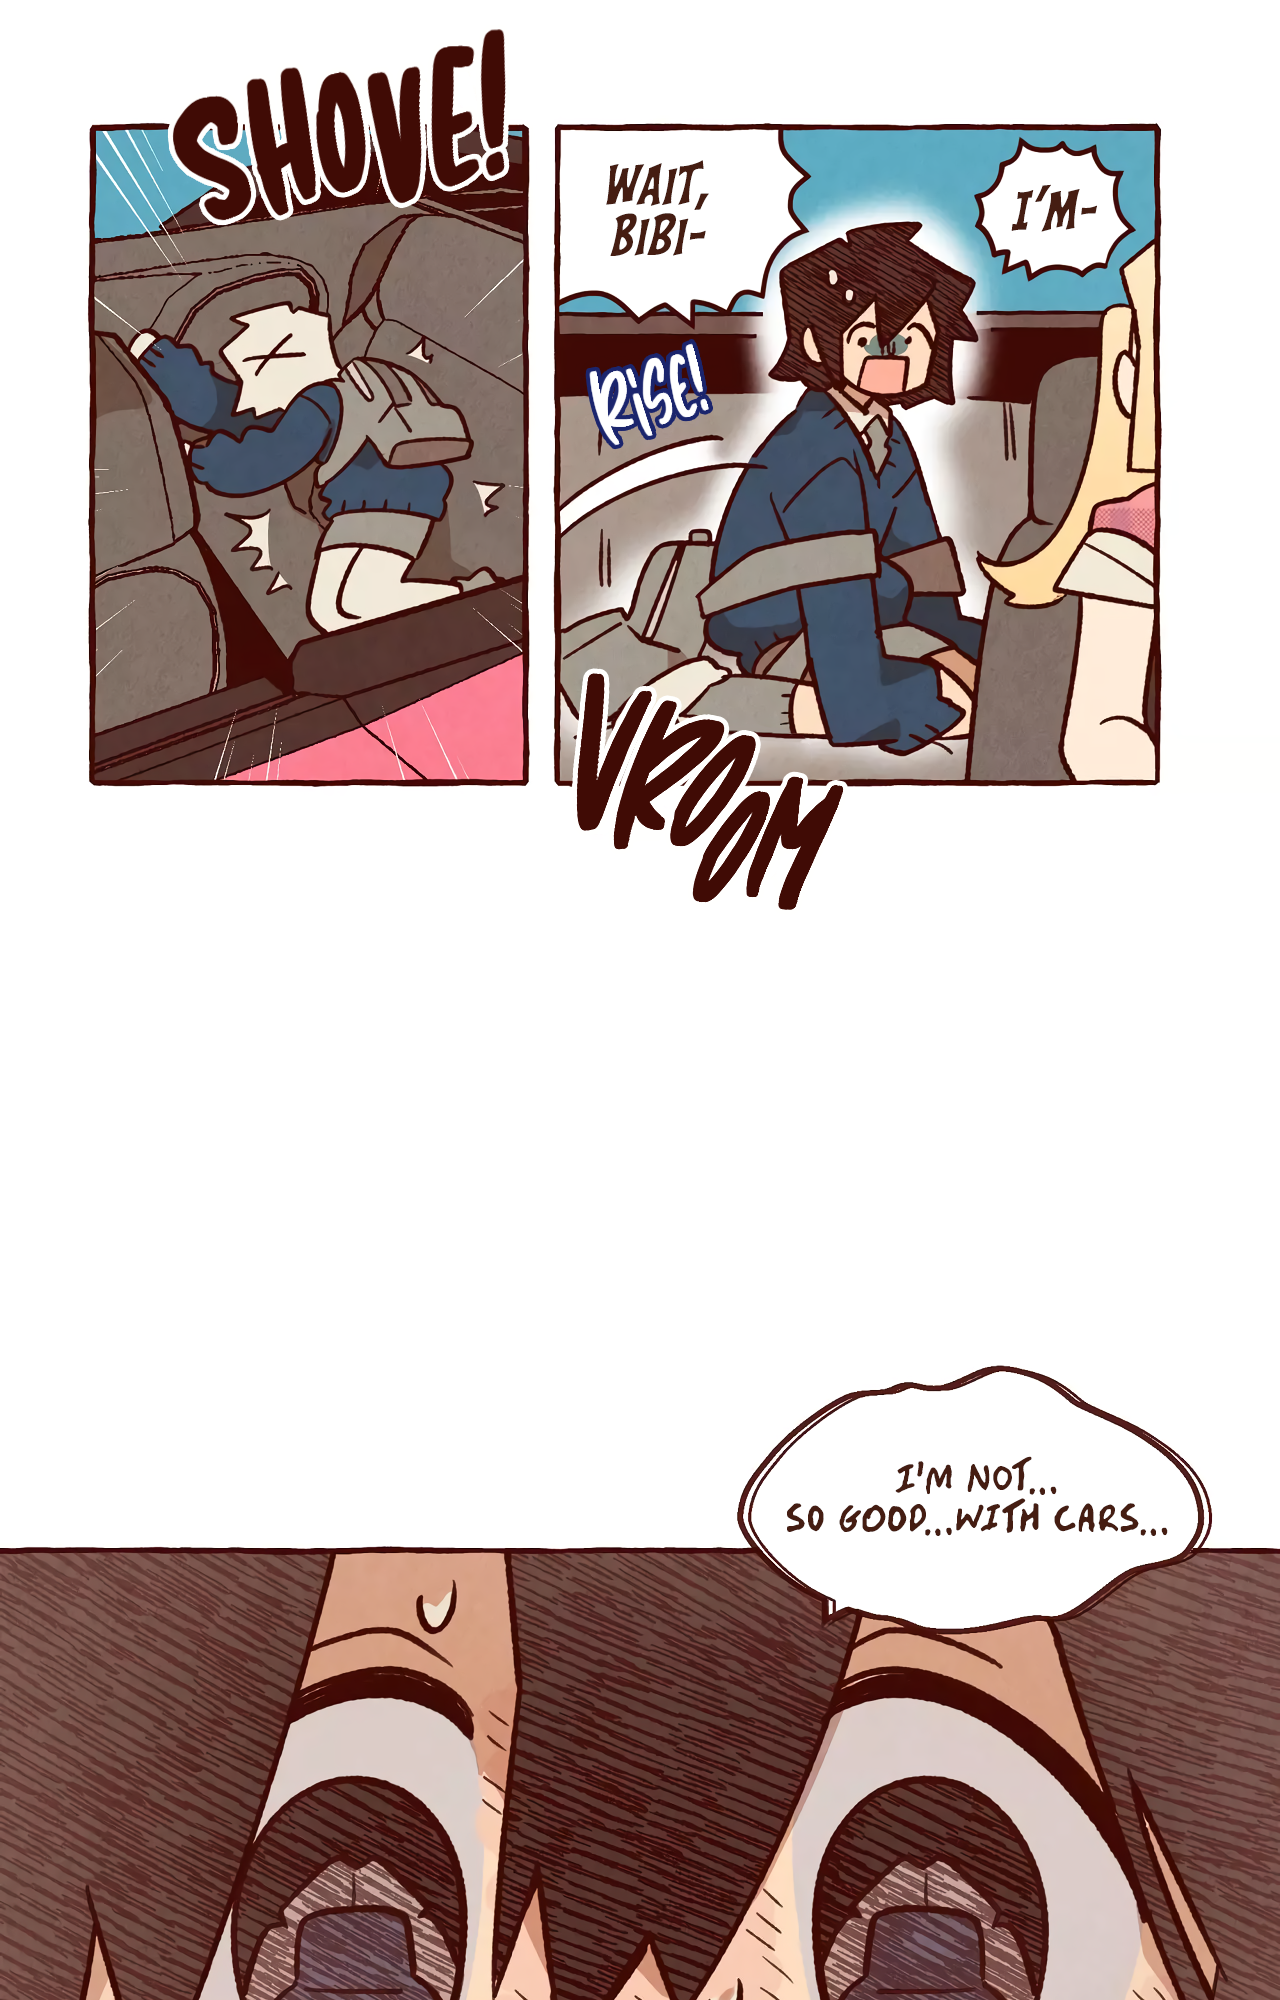 SHOVE!
WAIT,
BIBI-
I'M-
RISE!
VROOM
I'M NOT...
SO GOOD...WITH CARS...